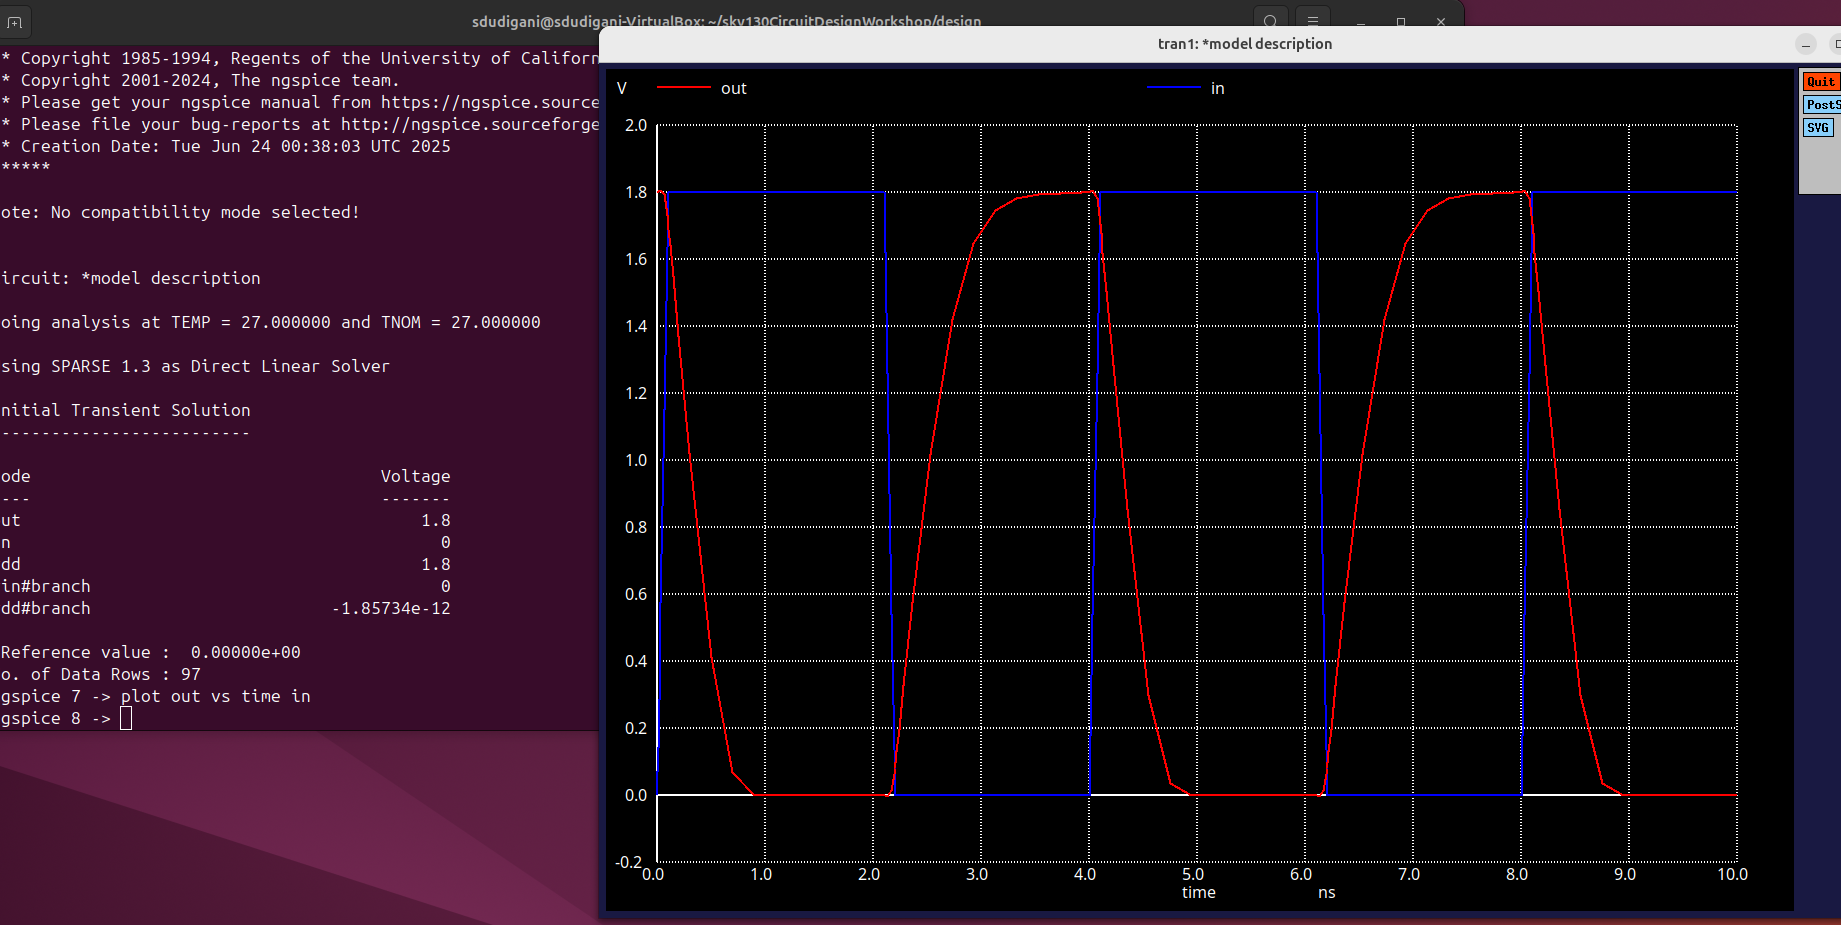 sdudigani@sdudigani-VirtualBox: ~/sky130CircuitDesignWorkshop/design
* Copyright 1985-1994, Regents of the University of Californ
* Copyright 2001-2024, The ngspice team.
* Please get your ngspice manual from https://ngspice.source
* Please file your bug-reports at http://ngspice.sourceforge
* Creation Date: Tue Jun 24 00:38:03 UTC 2025
*****
ote: No compatibility mode selected!
ircuit: *model description
oing analysis at TEMP = 27.000000 and TNOM = 27.000000
sing SPARSE 1.3 as Direct Linear Solver
nitial Transient Solution
-------------------------
ode Voltage
--- -------
ut 1.8
n 0
dd 1.8
in#branch 0
dd#branch -1.85734e-12
Reference value :  0.00000e+00
o. of Data Rows : 97
gspice 7 -> plot out vs time in
gspice 8 ->
tran1: *model description
V out in
Quit
PostS
SVG
2.0
1.8
1.6
1.4
1.2
1.0
0.8
0.6
0.4
0.2
0.0
-0.2
0.0 1.0 2.0 3.0 4.0 5.0 6.0 7.0 8.0 9.0 10.0
time ns